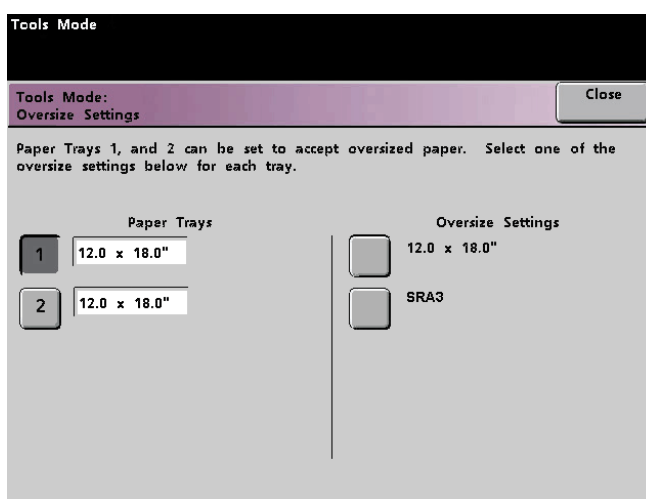 Tools Mode
Tools Mode:
Oversize Settings
Close
Paper Trays 1, and 2 can be set to accept oversized paper. Select one of the
oversize settings below for each tray.
Paper Trays
1
12.0 x 18.0"
2
12.0 x 18.0"
Oversize Settings
12.0 x 18.0"
SRA3